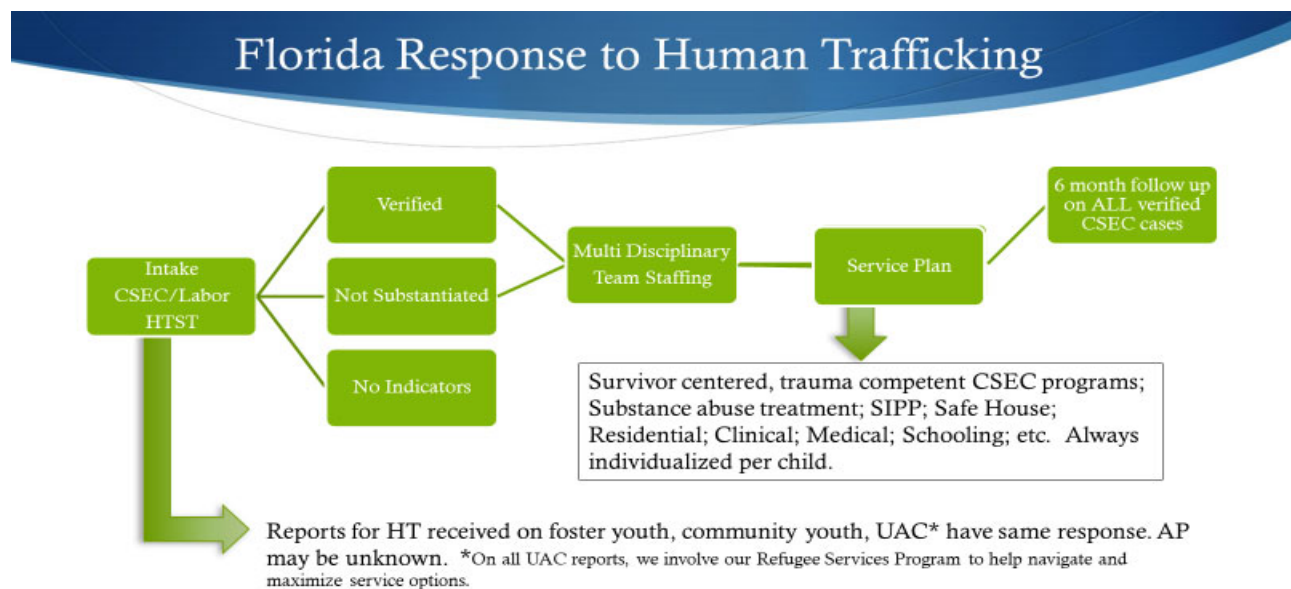 Florida Response to Human Trafficking
Intake
CSEC/Labor
HTST
Verified
Not Substantiated
No Indicators
Multi Disciplinary
Team Staffing
Service Plan
6 month follow up
on ALL verified
CSEC cases
Survivor centered, trauma competent CSEC programs;
Substance abuse treatment; SIPP; Safe House;
Residential; Clinical; Medical; Schooling; etc. Always
individualized per child.
Reports for HT received on foster youth, community youth, UAC* have same response. AP
may be unknown. *On all UAC reports, we involve our Refugee Services Program to help navigate and
maximize service options.